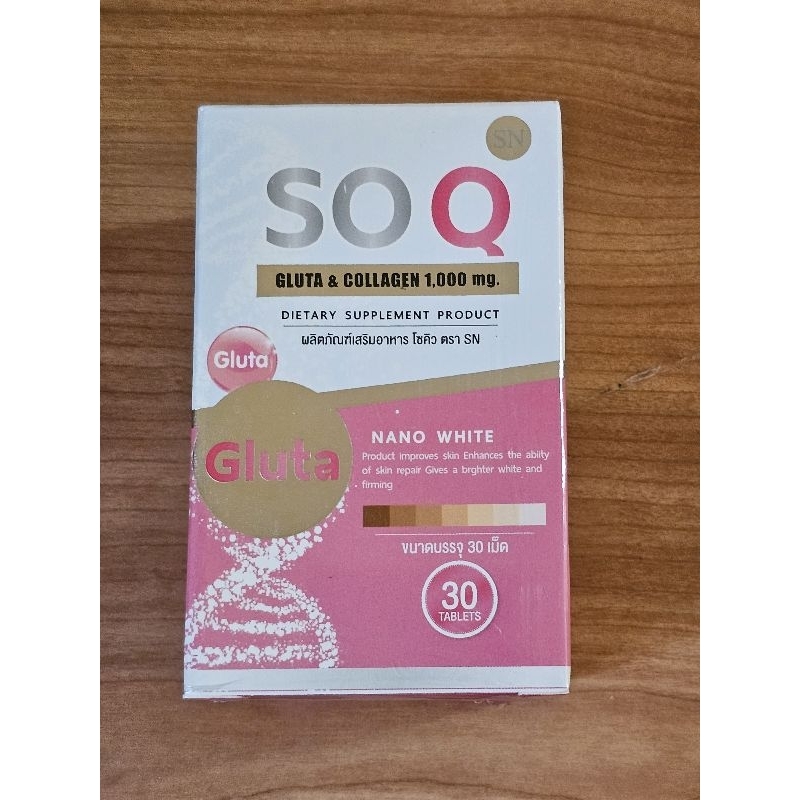 SN
SO Q
GLUTA & COLLAGEN 1,000 mg.
DIETARY SUPPLEMENT PRODUCT
ผลิตภัณฑ์เสริมอาหาร โซคิว ตรา SN
Gluta
Gluta
NANO WHITE
Product improves skin Enhances the abiity
of skin repair Gives a brghter white and
firming
ขนาดบรรจุ 30 เม็ด
30
TABLETS